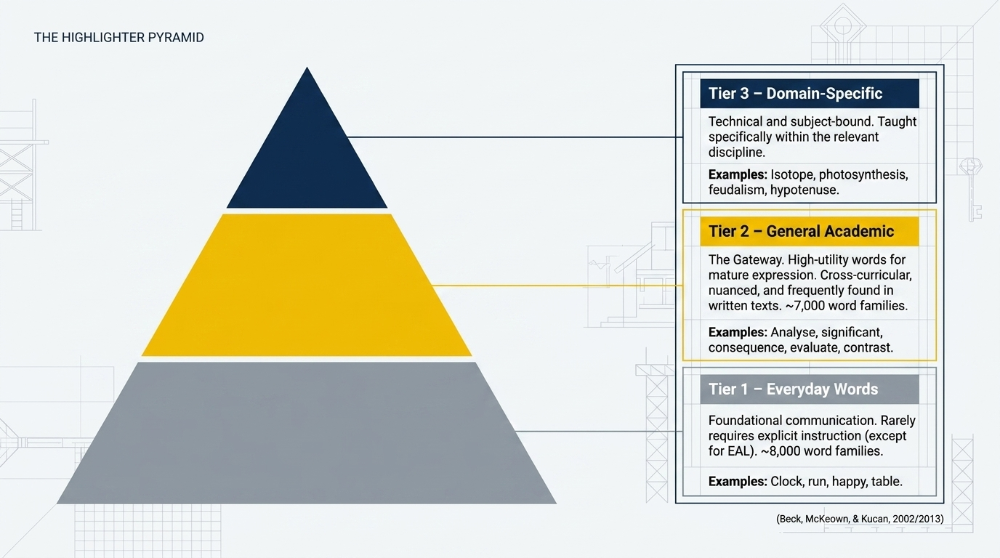 THE HIGHLIGHTER PYRAMID
Tier 3 – Domain-Specific
Technical and subject-bound. Taught
specifically within the relevant
discipline.
Examples: Isotope, photosynthesis,
feudalism, hypotenuse.
Tier 2 – General Academic
The Gateway. High-utility words for
mature expression. Cross-curricular,
nuanced, and frequently found in
written texts. ~7,000 word families.
Examples: Analyse, significant,
consequence, evaluate, contrast.
Tier 1 – Everyday Words
Foundational communication. Rarely
requires explicit instruction (except
for EAL). ~8,000 word families.
Examples: Clock, run, happy, table.
(Beck, McKeown, & Kucan, 2002/2013)